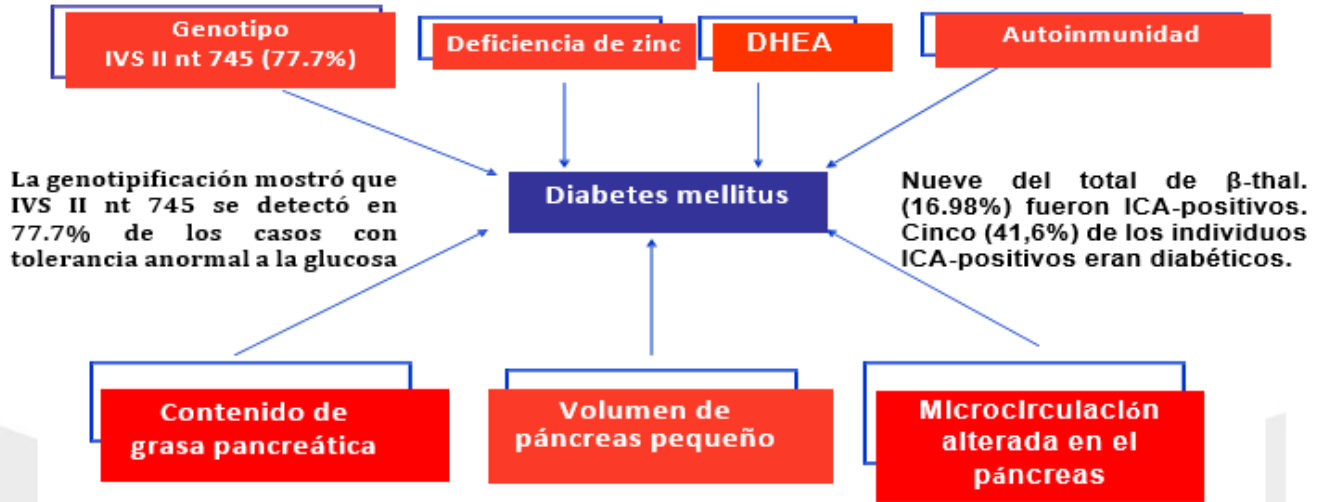 Genotipo
IVS II nt 745 (77.7%)
Deficiencia de zinc
DHEA
Autoinmunidad
Diabetes mellitus
La genotipificación mostró que
IVS II nt 745 se detectó en
77.7% de los casos con
tolerancia anormal a la glucosa
Nueve del total de β-thal.
(16.98%) fueron ICA-positivos.
Cinco (41,6%) de los individuos
ICA-positivos eran diabéticos.
Contenido de
grasa pancreática
Volumen de
páncreas pequeño
Microcirculación
alterada en el
páncreas